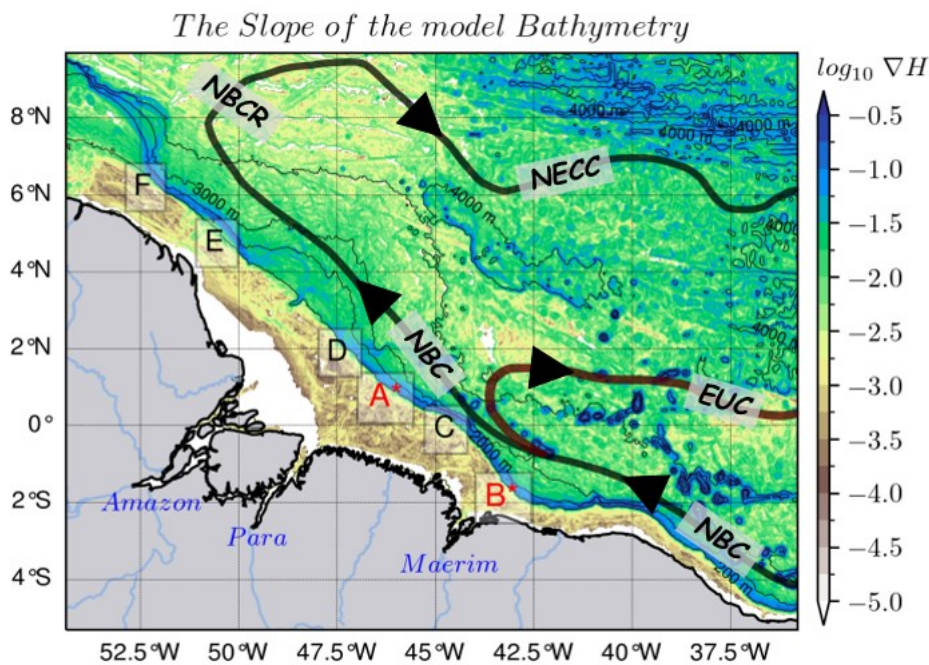 The Slope of the model Bathymetry
log₁₀ ∇H
NBCR
8°N
4000 m
4000 m
4000 m
−0.5
−1.0
F
NECC
6°N
3000 m
4000 m
−1.5
E
4000
−2.0
4°N
4000 m
−2.5
2°N
D
NBC
−3.0
A*
EUC
0°
C
2000 m
−3.5
B*
−4.0
Amazon
2°S
Para
NBC
−4.5
Maerim
200 m
4°S
−5.0
52.5°W
50°W
47.5°W
45°W
42.5°W
40°W
37.5°W